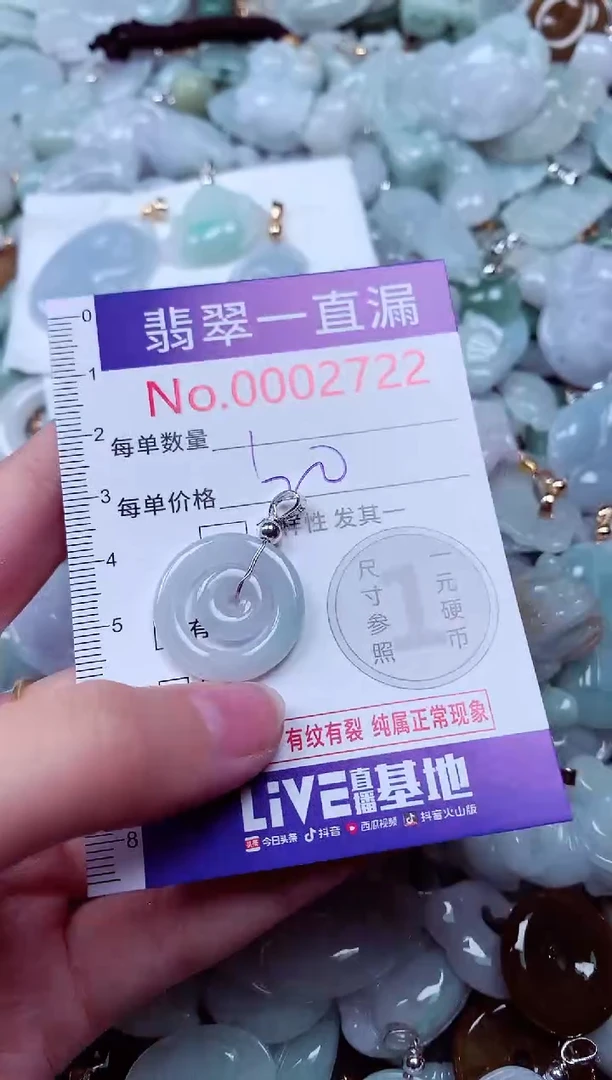 翡翠一直漏
No.0002722
每单数量
每单价格
样性发其一
有
尺寸参照
1
一元硬币
有纹有裂 纯属正常现象
LiVE直播基地
头条 今日头条 抖音 西瓜视频 抖音火山版
0
1
2
3
4
5
8